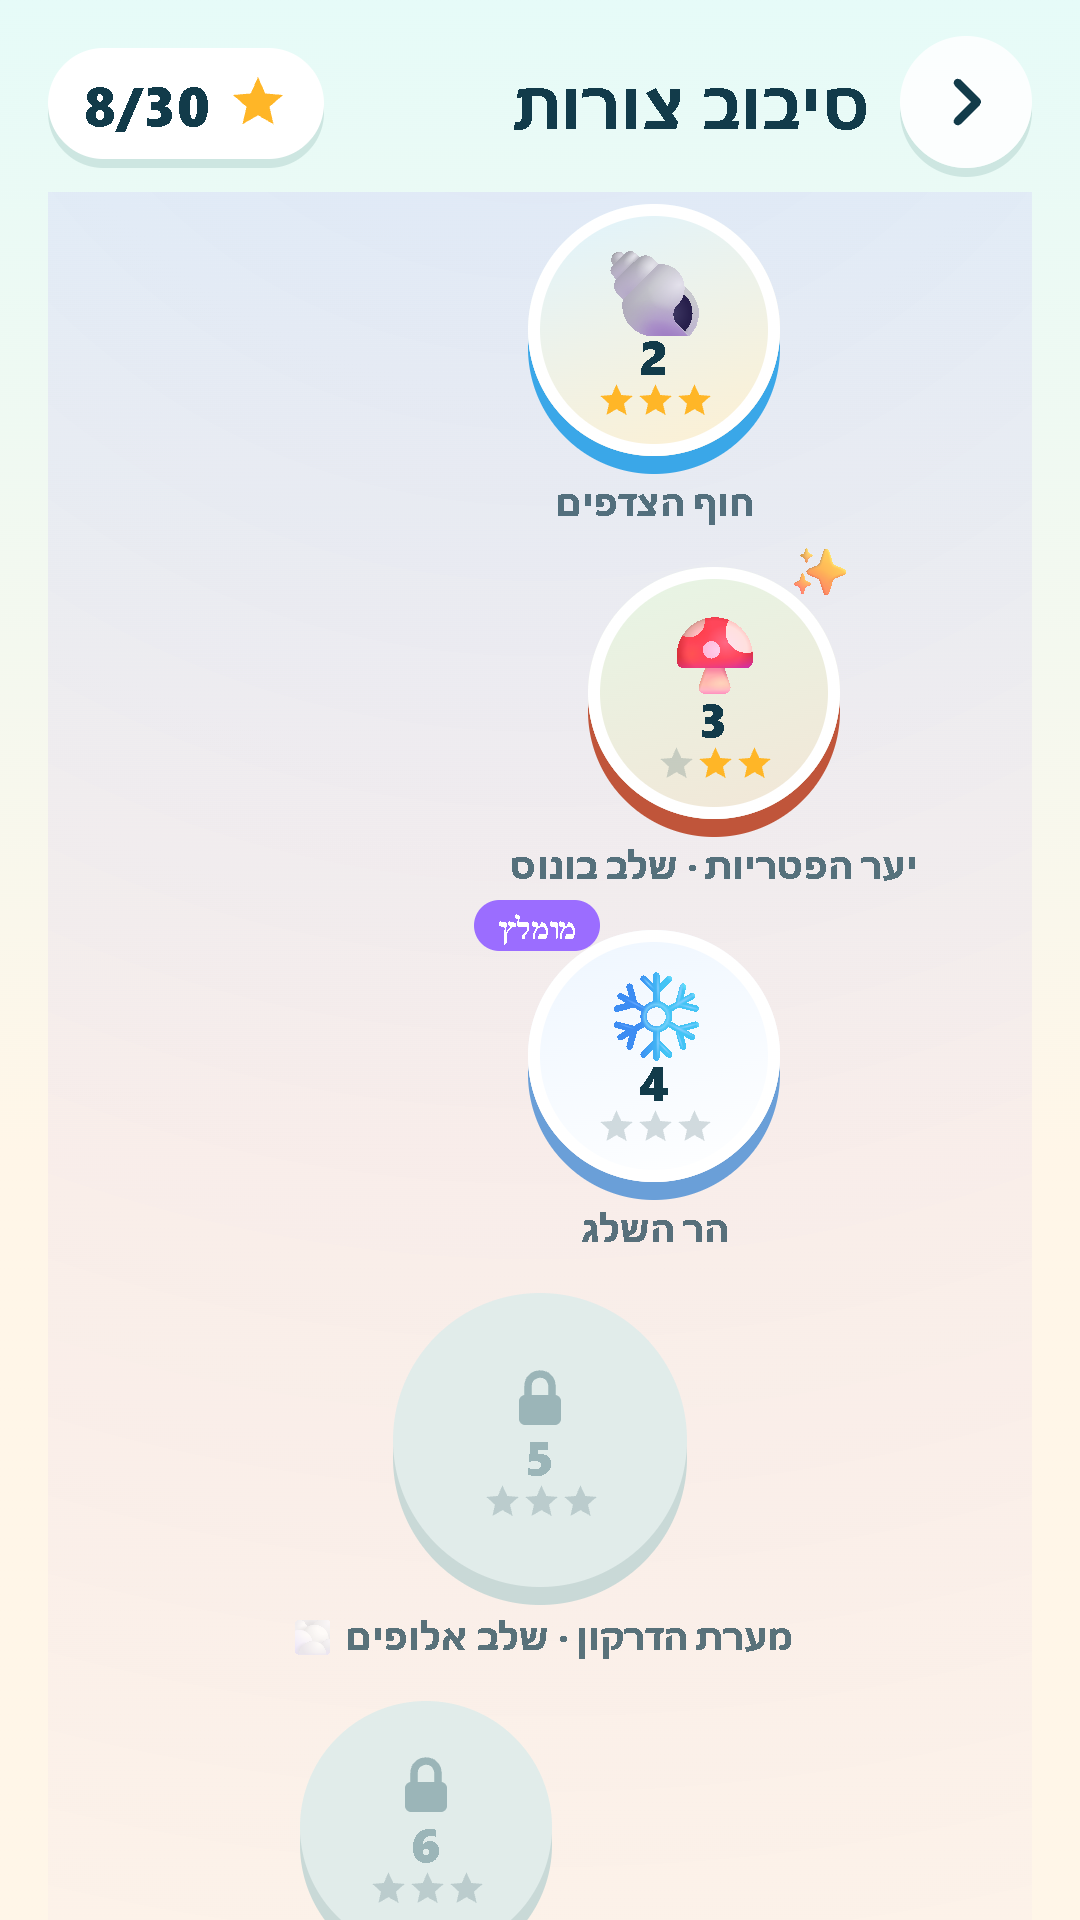 סיבוב צורות
8/30
2
חוף הצדפים
3
יער הפטריות · שלב בונוס
מומלץ
4
הר השלג
5
מערת הדרקון · שלב אלופים
6